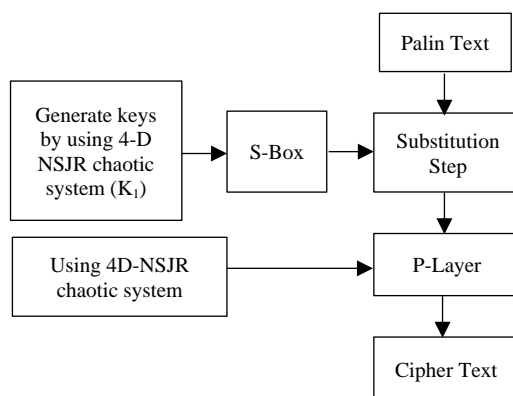 Palin Text
Generate keys
by using 4-D
NSJR chaotic
system (K₁)
S-Box
Substitution
Step
Using 4D-NSJR
chaotic system
P-Layer
Cipher Text